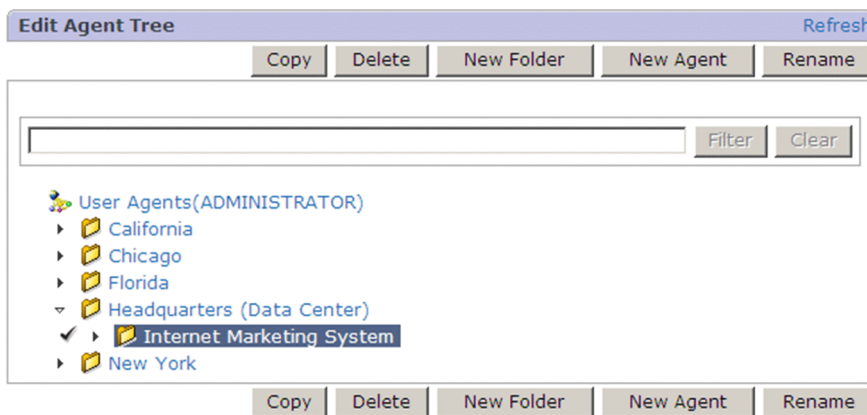 Edit Agent Tree Refresh
Copy Delete New Folder New Agent Rename
Filter Clear
User Agents(ADMINISTRATOR)
California
Chicago
Florida
Headquarters (Data Center)
Internet Marketing System
New York
Copy Delete New Folder New Agent Rename